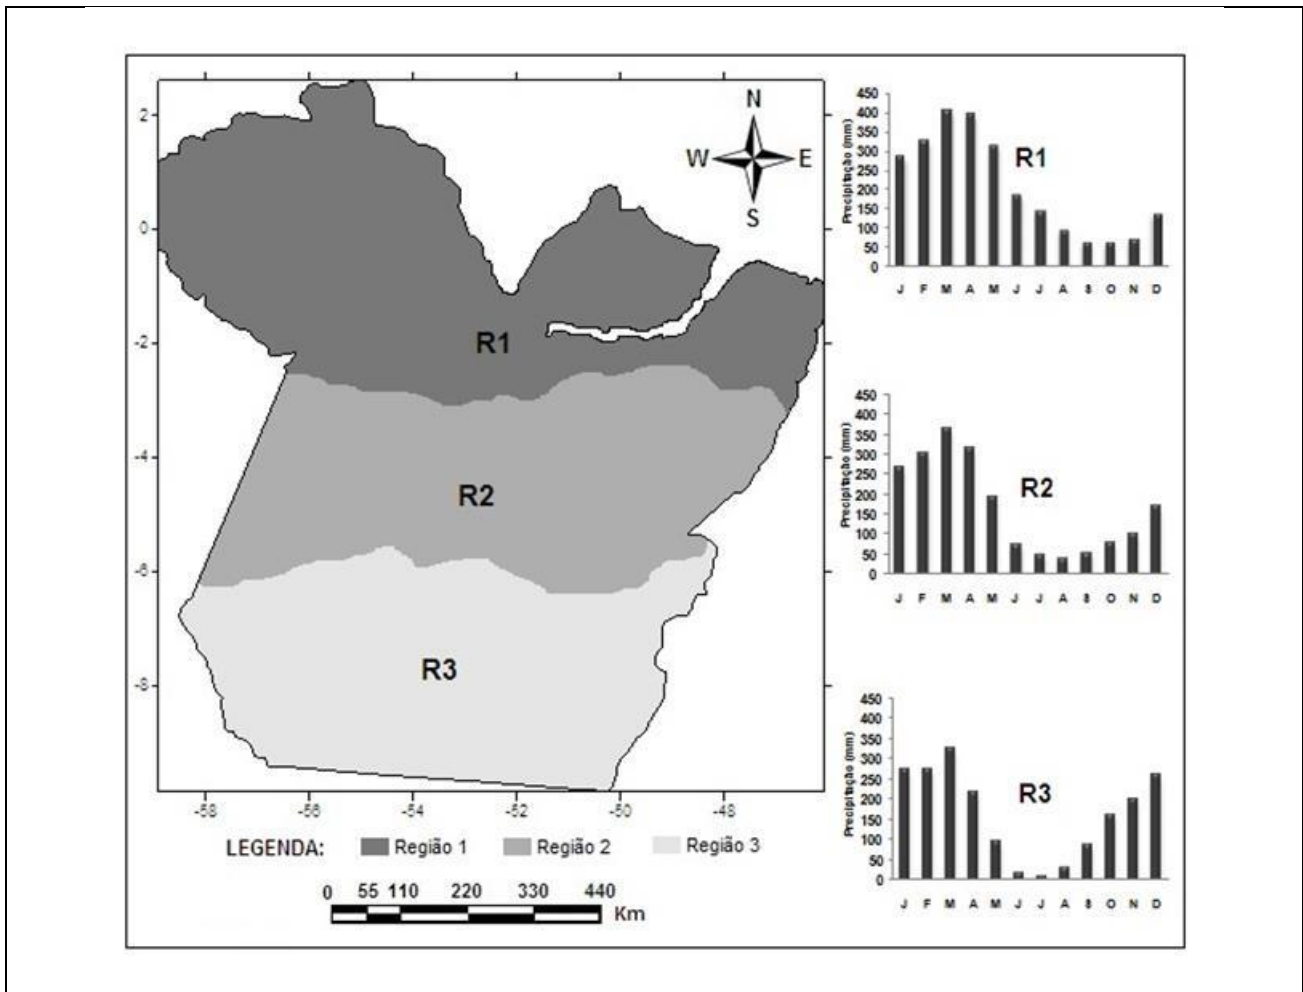 N
W E
S
2
0
-2
-4
-6
-8
-58 -56 -54 -52 -50 -48
R1
R2
R3
LEGENDA: Região 1 Região 2 Região 3
0 55 110 220 330 440
Km
Precipitação (mm)
450
400
350
300
250
200
150
100
50
0
R1
J F M A M J J A S O N D
Precipitação (mm)
450
400
350
300
250
200
150
100
50
0
R2
J F M A M J J A S O N D
Precipitação (mm)
450
400
350
300
250
200
150
100
50
0
R3
J F M A M J J A S O N D